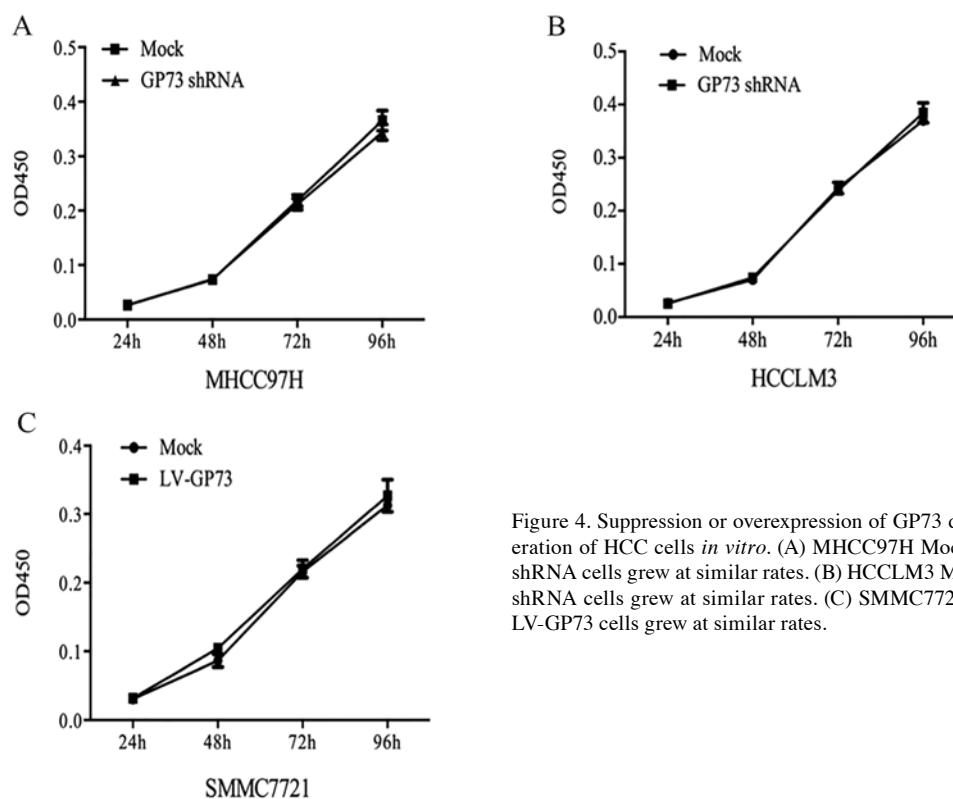 A
Mock
GP73 shRNA
0.5
0.4
0.3
0.2
0.1
0.0
OD450
24h 48h 72h 96h
MHCC97H
B
Mock
GP73 shRNA
0.5
0.4
0.3
0.2
0.1
0.0
OD450
24h 48h 72h 96h
HCCLM3
C
Mock
LV-GP73
0.4
0.3
0.2
0.1
0.0
OD450
24h 48h 72h 96h
SMMC7721
Figure 4. Suppression or overexpression of GP73
eration of HCC cells in vitro. (A) MHCC97H
shRNA cells grew at similar rates. (B) HCCLM3
shRNA cells grew at similar rates. (C)
LV-GP73 cells grew at similar rates.